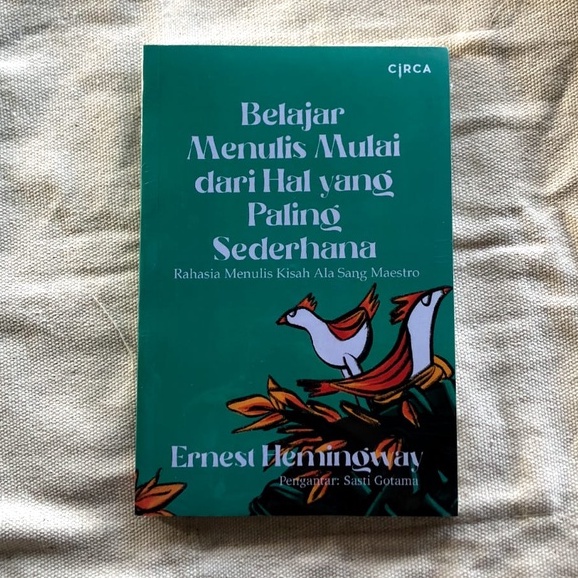 CIRCA
Belajar
Menulis Mulai
dari Hal yang
Paling
Sederhana
Rahasia Menulis Kisah Ala Sang Maestro
Ernest Hemingway
Pengantar: Sasti Gotama